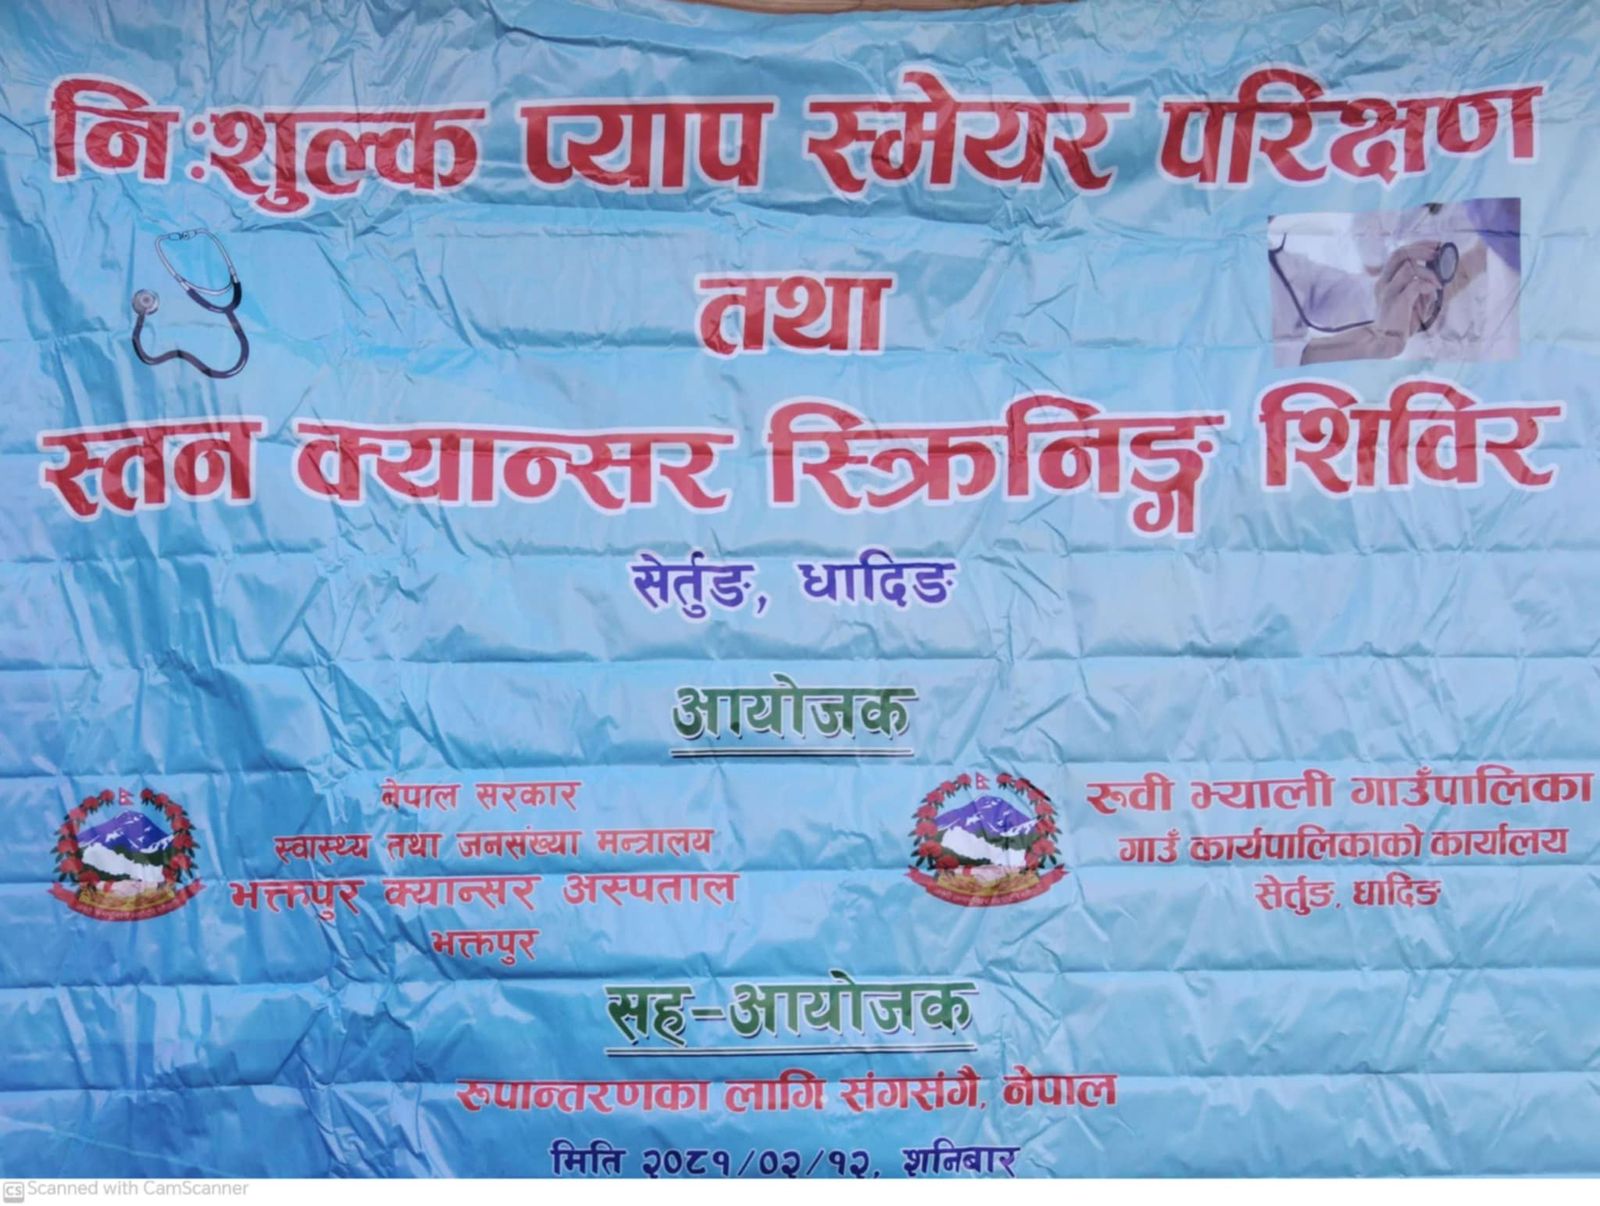 नि:शुल्क प्याप स्मेयर परिक्षण
तथा
स्तन क्यान्सर स्क्रिनिङ्ग शिविर
सेर्तुङ, धादिङ
आयोजक
नेपाल सरकार
स्वास्थ्य तथा जनसंख्या मन्त्रालय
भक्तपुर क्यान्सर अस्पताल
भक्तपुर
रुवी भ्याली गाउँपालिका
गाउँ कार्यपालिकाको कार्यालय
सेर्तुङ, धादिङ
सह-आयोजक
रुपान्तरणका लागि संगसंगै, नेपाल
मिति २०८१/०२/१२, शनिबार
CS Scanned with CamScanner